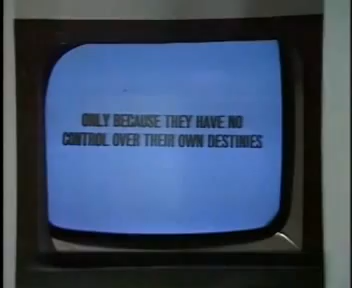 ONLY BECAUSE THEY HAVE NO
CONTROL OVER THEIR OWN DESTINIES